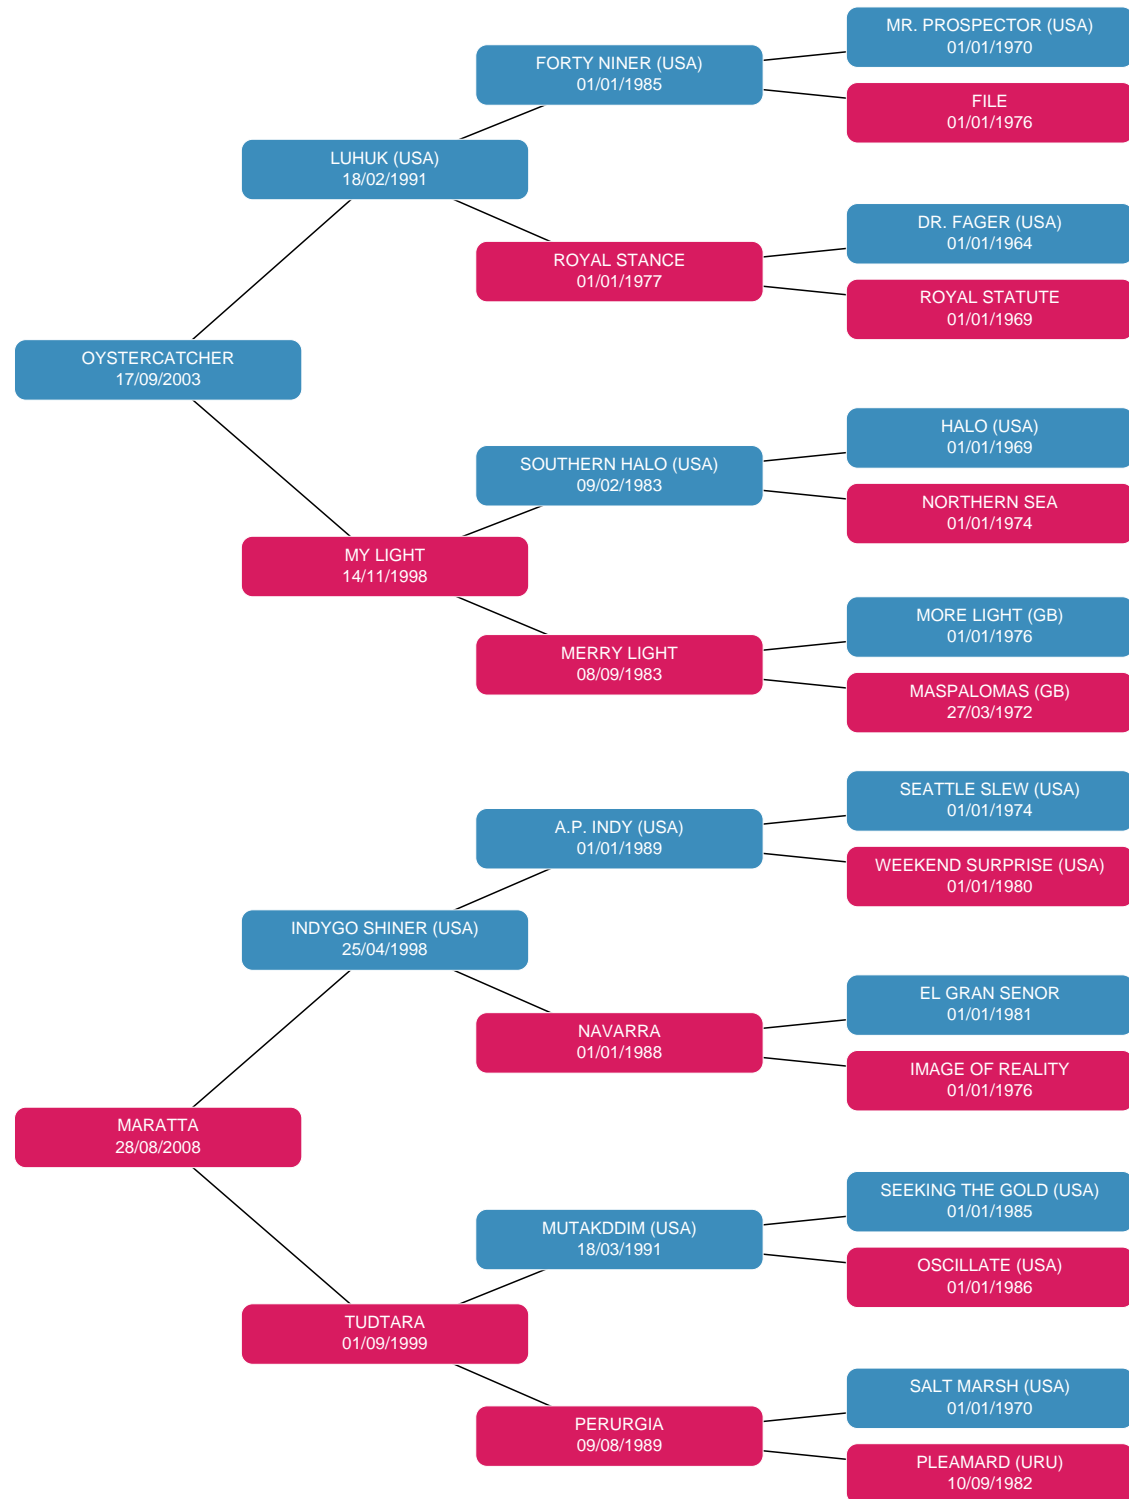 MR. PROSPECTOR (USA)
01/01/1970
FORTY NINER (USA)
01/01/1985
FILE
01/01/1976
LUHUK (USA)
18/02/1991
DR. FAGER (USA)
01/01/1964
ROYAL STANCE
01/01/1977
ROYAL STATUTE
01/01/1969
OYSTERCATCHER
17/09/2003
HALO (USA)
01/01/1969
SOUTHERN HALO (USA)
09/02/1983
NORTHERN SEA
01/01/1974
MY LIGHT
14/11/1998
MORE LIGHT (GB)
01/01/1976
MERRY LIGHT
08/09/1983
MASPALOMAS (GB)
27/03/1972
SEATTLE SLEW (USA)
01/01/1974
A.P. INDY (USA)
01/01/1989
WEEKEND SURPRISE (USA)
01/01/1980
INDYGO SHINER (USA)
25/04/1998
EL GRAN SENOR
01/01/1981
NAVARRA
01/01/1988
IMAGE OF REALITY
01/01/1976
MARATTA
28/08/2008
SEEKING THE GOLD (USA)
01/01/1985
MUTAKDDIM (USA)
18/03/1991
OSCILLATE (USA)
01/01/1986
TUDTARA
01/09/1999
SALT MARSH (USA)
01/01/1970
PERURGIA
09/08/1989
PLEAMARD (URU)
10/09/1982